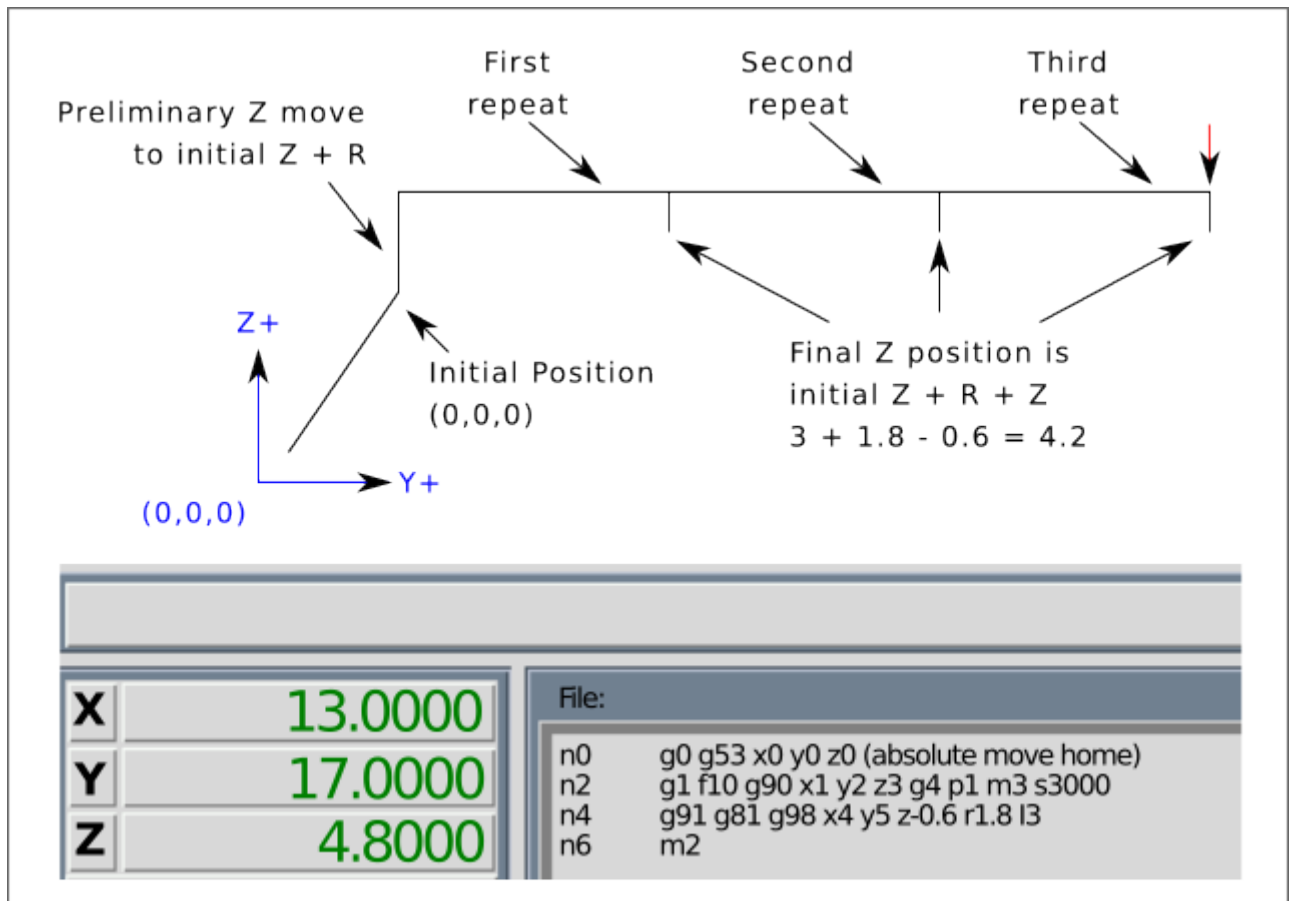 First
repeat
Second
repeat
Third
repeat
Preliminary Z move
to initial Z + R
Z+
Initial Position
(0,0,0)
Final Z position is
initial Z + R + Z
3 + 1.8 - 0.6 = 4.2
Y+
(0,0,0)
X 13.0000
Y 17.0000
Z 4.8000
File:
n0 g0 g53 x0 y0 z0 (absolute move home)
n2 g1 f10 g90 x1 y2 z3 g4 p1 m3 s3000
n4 g91 g81 g98 x4 y5 z-0.6 r1.8 l3
n6 m2